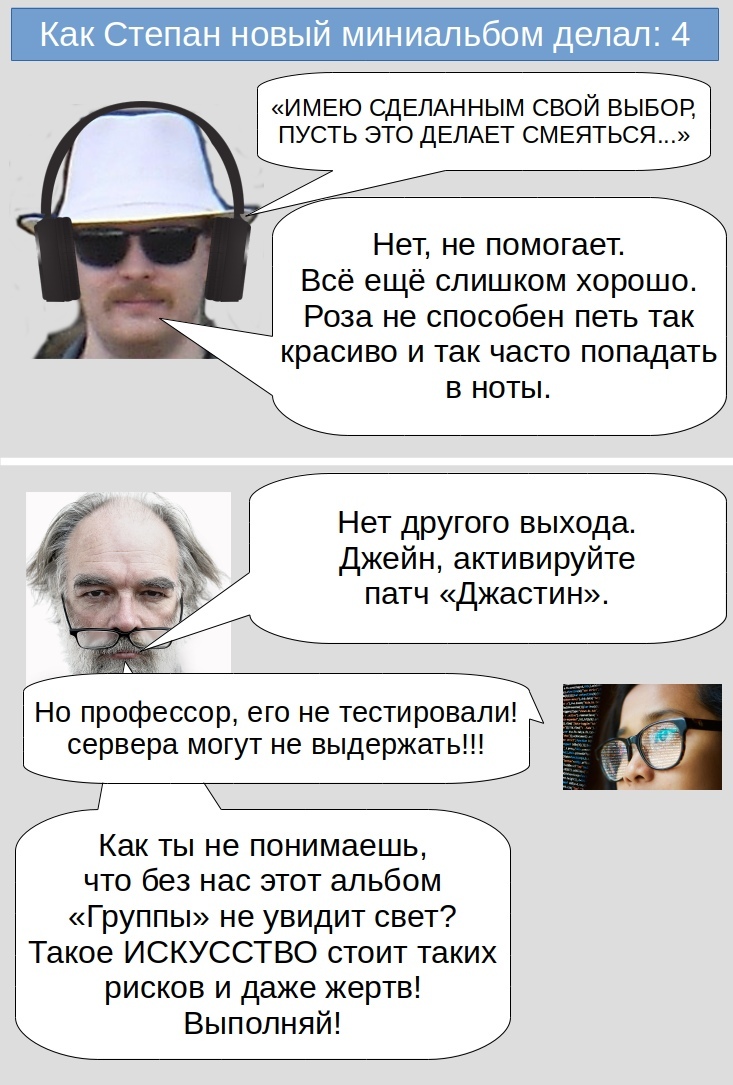 Как Степан новый миниальбом делал: 4
«ИМЕЮ СДЕЛАННЫМ СВОЙ ВЫБОР,
ПУСТЬ ЭТО ДЕЛАЕТ СМЕЯТЬСЯ...»
Нет, не помогает.
Всё ещё слишком хорошо.
Роза не способен петь так
красиво и так часто попадать
в ноты.
Нет другого выхода.
Джейн, активируйте
патч «Джастин».
Но профессор, его не тестировали!
сервера могут не выдержать!!!
Как ты не понимаешь,
что без нас этот альбом
«Группы» не увидит свет?
Такое ИСКУССТВО стоит таких
рисков и даже жертв!
Выполняй!